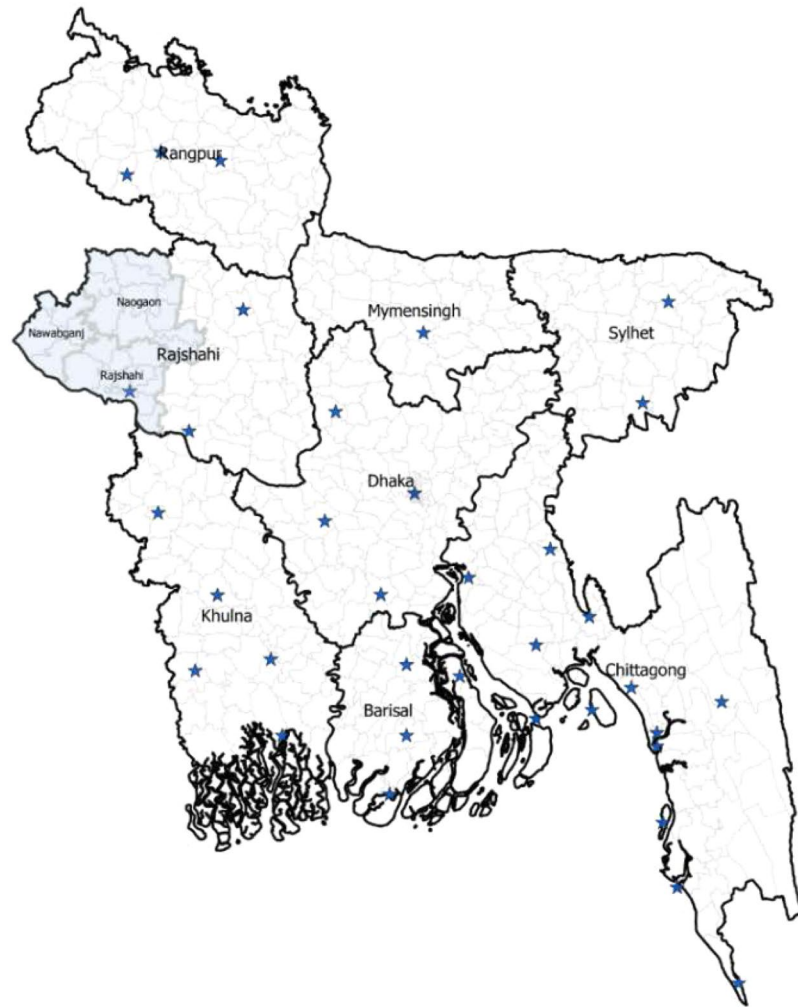 Rangpur
Naogaon
Mymensingh
Nawabganj
Sylhet
Rajshahi
Rajshahi
Dhaka
Khulna
Chittagong
Barisal